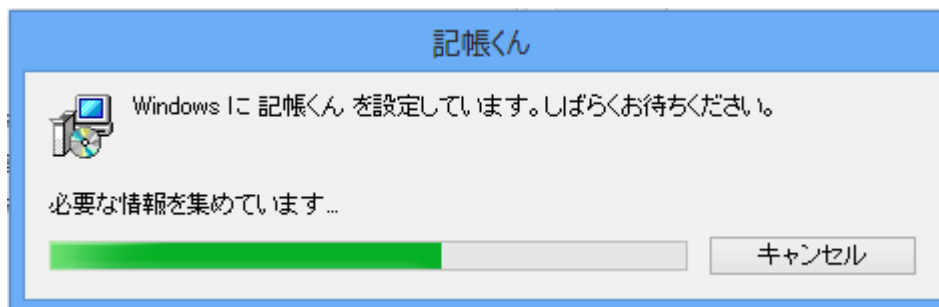 記帳くん
Windows に 記帳くん を設定しています。しばらくお待ちください。
必要な情報を集めています...
キャンセル